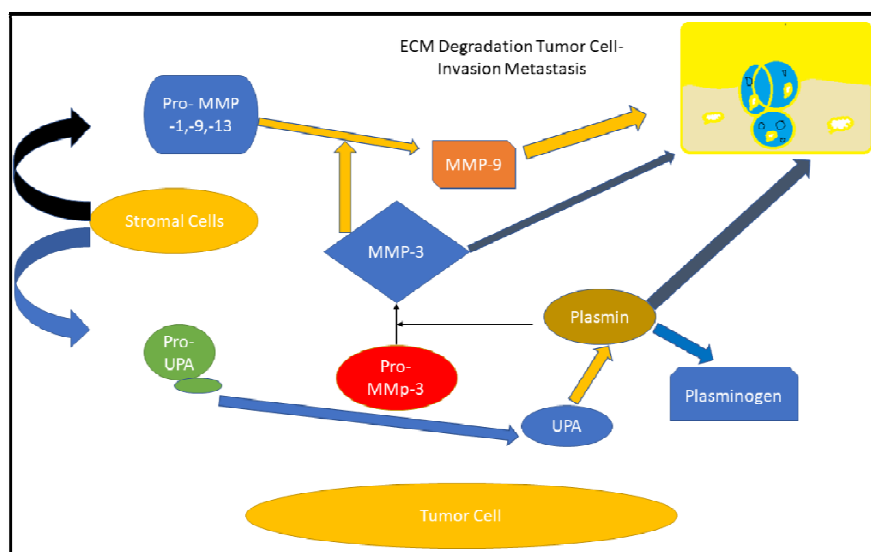 ECM Degradation Tumor Cell-
Invasion Metastasis
Pro- MMP
-1,-9,-13
MMP-9
Stromal Cells
MMP-3
Plasmin
Pro-
UPA
Pro-
MMp-3
Plasminogen
UPA
Tumor Cell